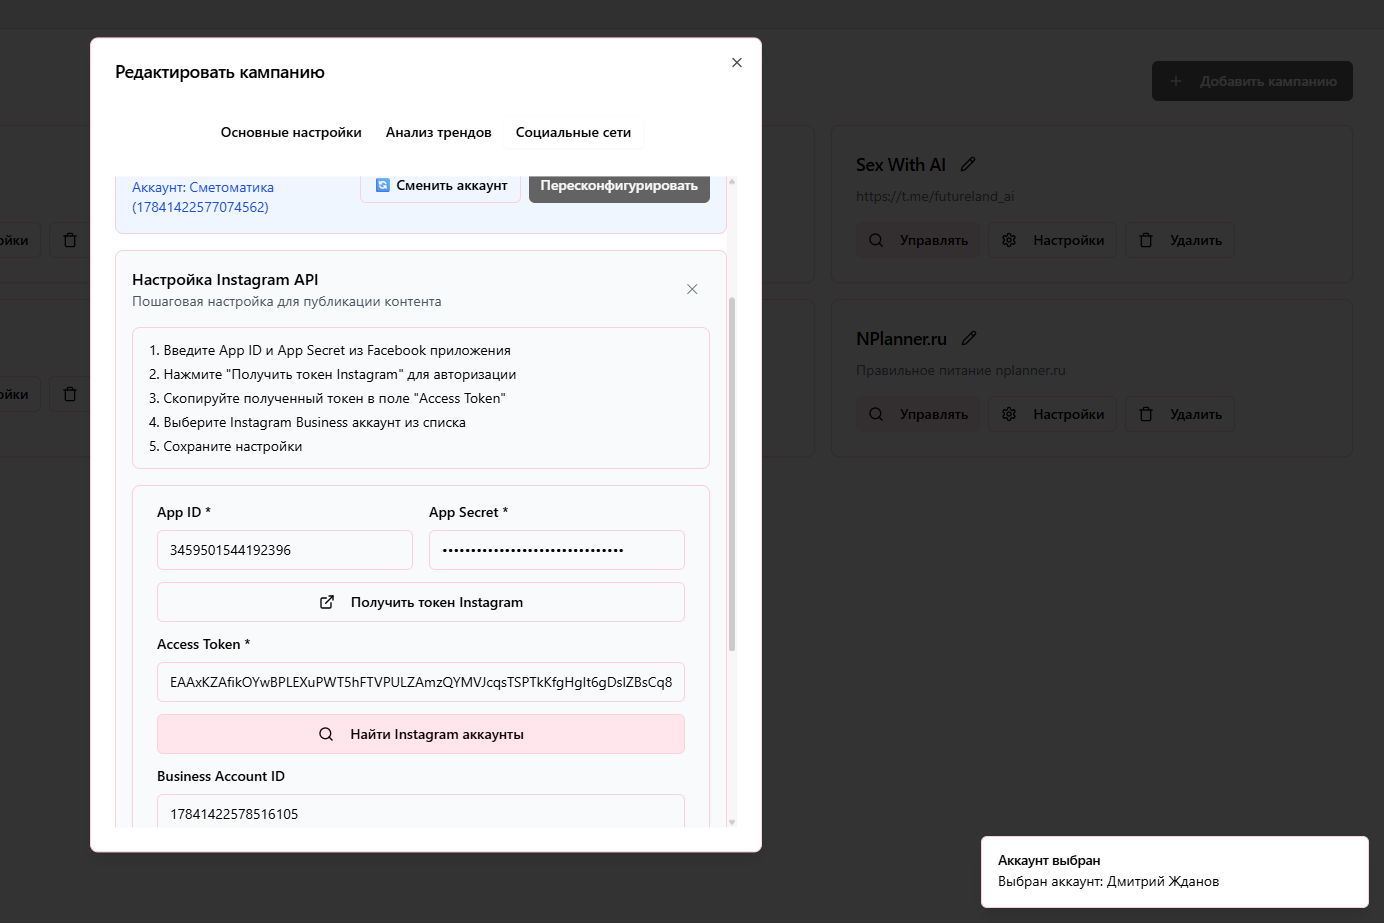 Редактировать кампанию
Основные настройки
Анализ трендов
Социальные сети
Аккаунт: Сметоматика
(17841422577074562)
Сменить аккаунт
Пересконфигурировать
Настройка Instagram API
Пошаговая настройка для публикации контента
1. Введите App ID и App Secret из Facebook приложения
2. Нажмите "Получить токен Instagram" для авторизации
3. Скопируйте полученный токен в поле "Access Token"
4. Выберите Instagram Business аккаунт из списка
5. Сохраните настройки
App ID *
App Secret *
3459501544192396
••••••••••••••••••••••••••••••••
Получить токен Instagram
Access Token *
EAAxKZAfikOYwBPLEXuPWT5hFTVPULZAmzQYMVJcqsTSPTkKfgHgIt6gDslZBsCq8
Найти Instagram аккаунты
Business Account ID
17841422578516105
Добавить кампанию
Sex With AI
https://t.me/futureland_ai
ойки
Управлять
Настройки
Удалить
NPlanner.ru
Правильное питание nplanner.ru
ойки
Управлять
Настройки
Удалить
Аккаунт выбран
Выбран аккаунт: Дмитрий Жданов